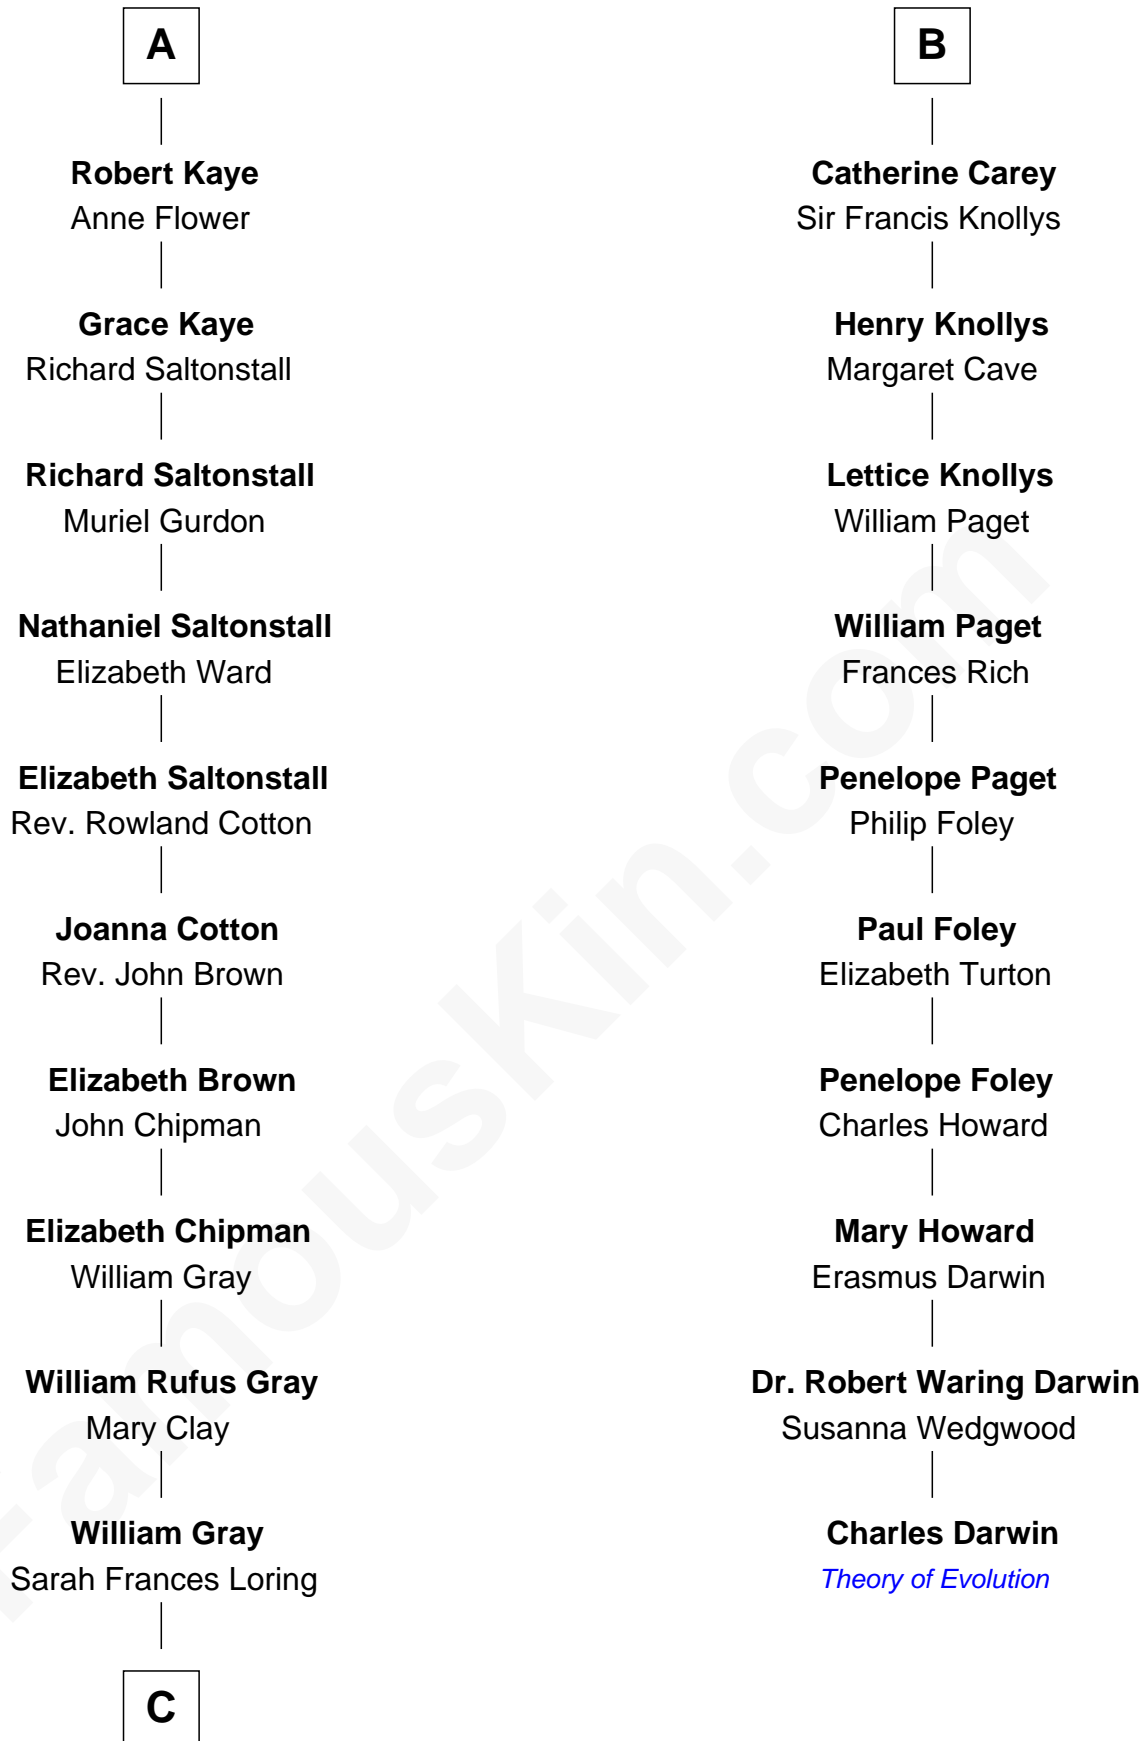 A
Robert Kaye
Anne Flower
Grace Kaye
Richard Saltonstall
Richard Saltonstall
Muriel Gurdon
Nathaniel Saltonstall
Elizabeth Ward
Elizabeth Saltonstall
Rev. Rowland Cotton
Joanna Cotton
Rev. John Brown
Elizabeth Brown
John Chipman
Elizabeth Chipman
William Gray
William Rufus Gray
Mary Clay
William Gray
Sarah Frances Loring
C
B
Catherine Carey
Sir Francis Knollys
Henry Knollys
Margaret Cave
Lettice Knollys
William Paget
William Paget
Frances Rich
Penelope Paget
Philip Foley
Paul Foley
Elizabeth Turton
Penelope Foley
Charles Howard
Mary Howard
Erasmus Darwin
Dr. Robert Waring Darwin
Susanna Wedgwood
Charles Darwin
Theory of Evolution
FamousKin.com